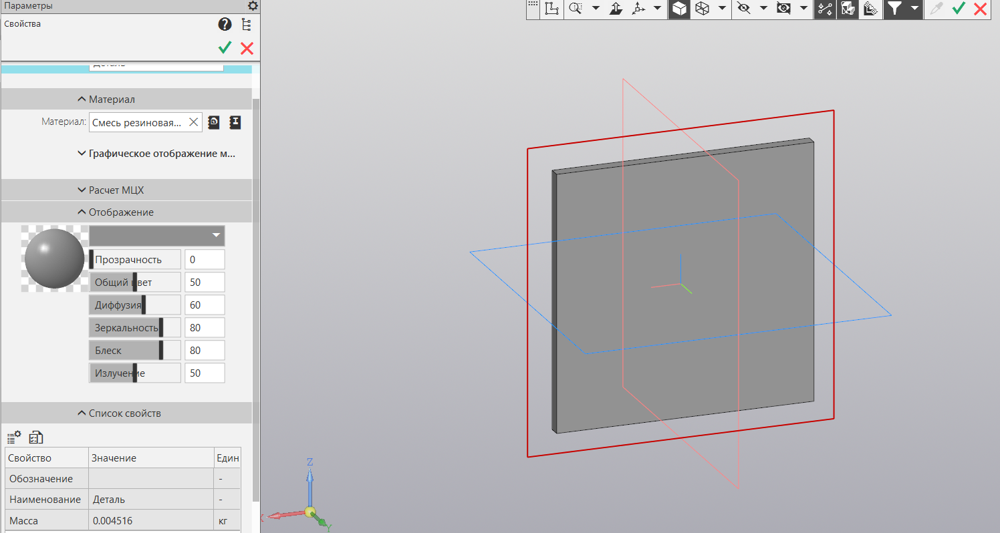 Параметры
Свойства
Материал
Материал: Смесь резиновая...
Графическое отображение м...
Расчет МЦХ
Отображение
Прозрачность 0
Общий цвет 50
Диффузия 60
Зеркальность 80
Блеск 80
Излучение 50
Список свойств
Свойство Значение Един
Обозначение -
Наименование Деталь -
Масса 0.004516 кг
Z
Y